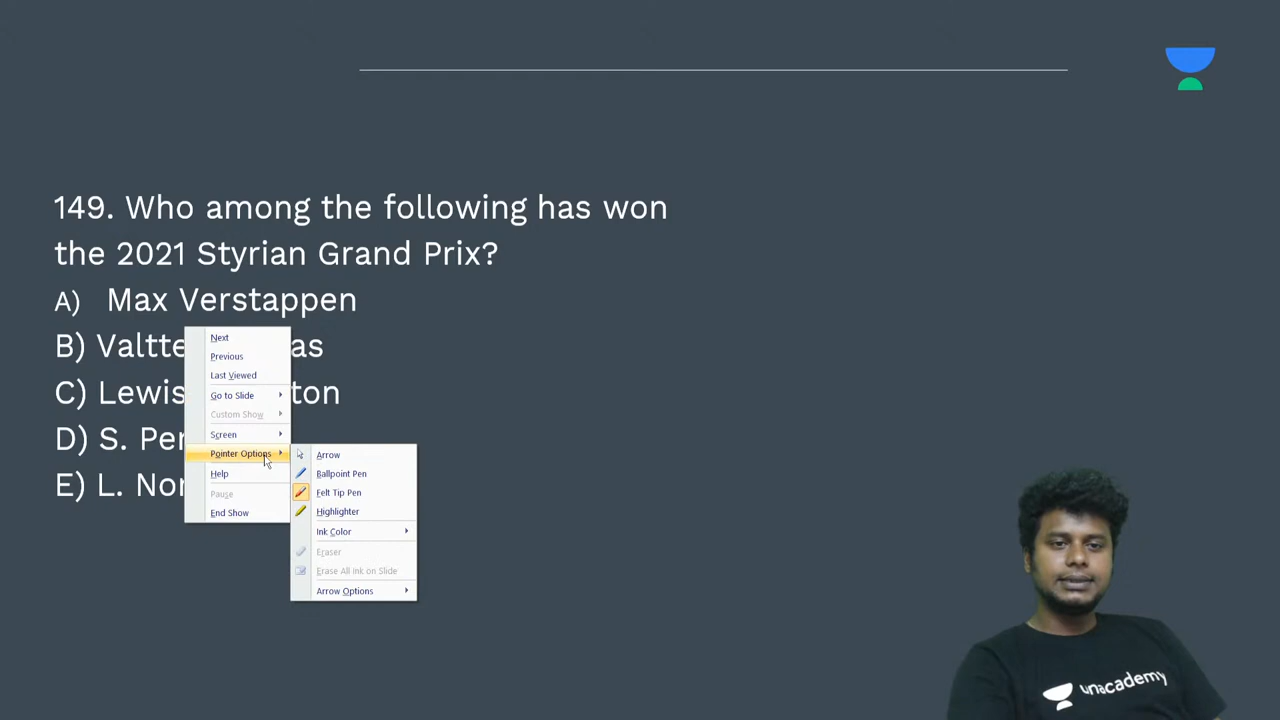 149. Who among the following has won
the 2021 Styrian Grand Prix?
A) Max Verstappen
B) Valtte as
C) Lewis ton
D) S. Per
E) L. Nor
Next
Previous
Last Viewed
Go to Slide
Custom Show
Screen
Pointer Options
Help
Pause
End Show
Arrow
Ballpoint Pen
Felt Tip Pen
Highlighter
Ink Color
Eraser
Erase All Ink on Slide
Arrow Options
unacademy